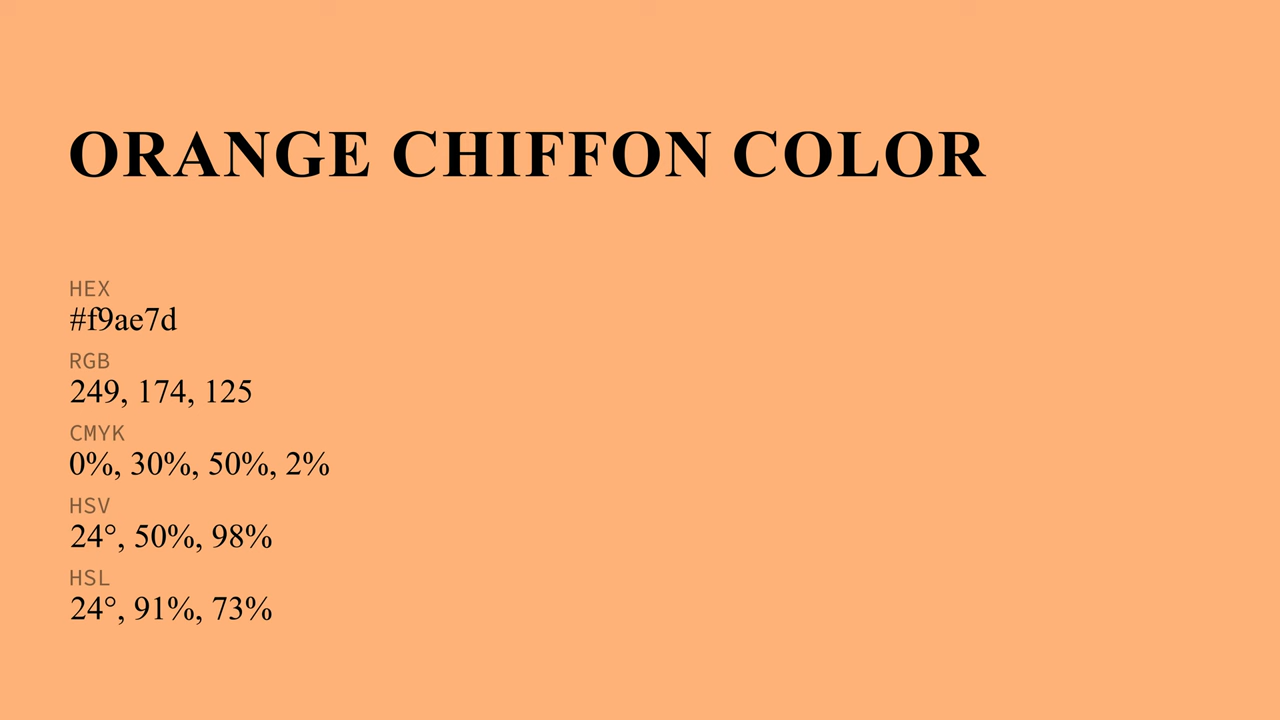 ORANGE CHIFFON COLOR
HEX
#f9ae7d
RGB
249, 174, 125
CMYK
0%, 30%, 50%, 2%
HSV
24°, 50%, 98%
HSL
24°, 91%, 73%